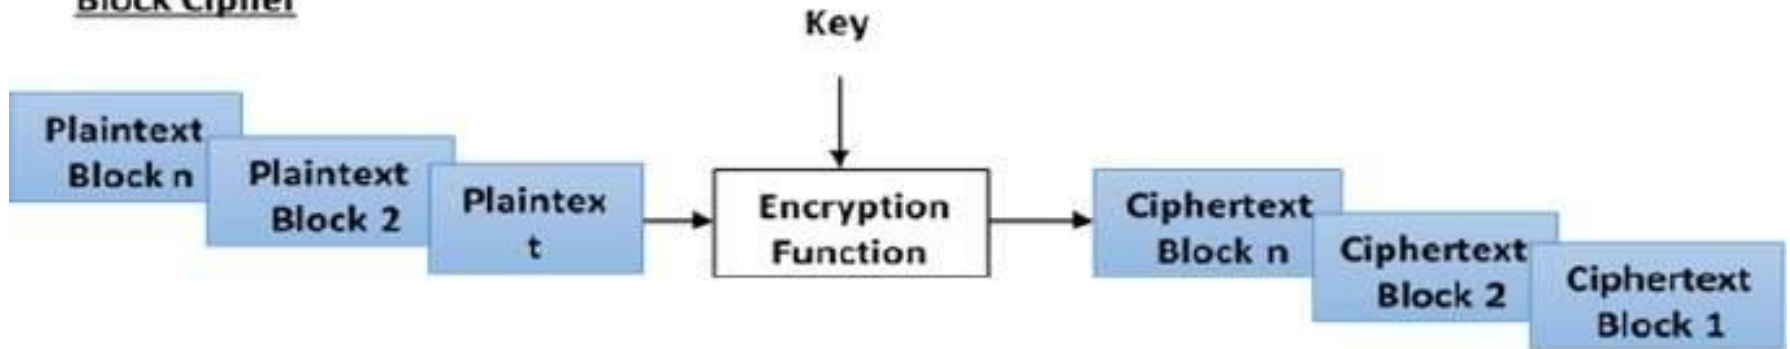 Block Cipher
Key
Plaintext
Block n
Plaintext
Block 2
Plaintex
t
Encryption
Function
Ciphertext
Block n
Ciphertext
Block 2
Ciphertext
Block 1